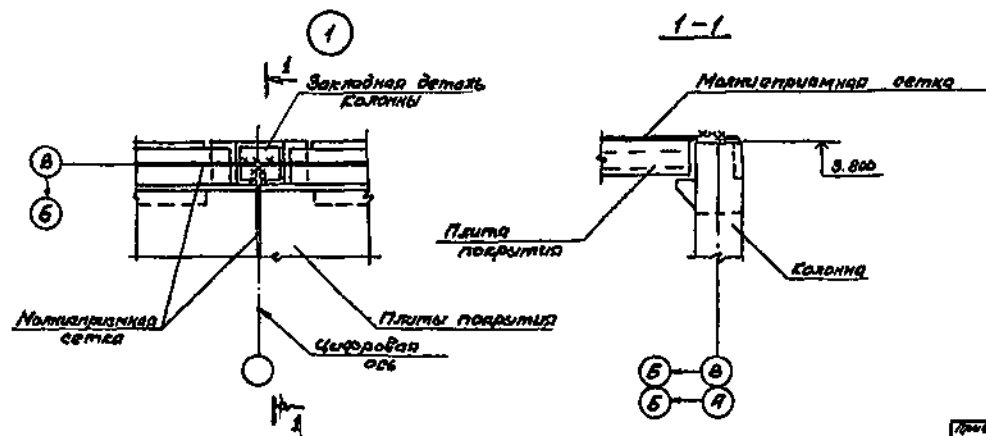 1
1-1
1
Закладная деталь
колонны
Молниеприемная сетка
В
Б
3.800
Плита
покрытия
Колонна
Молниеприемная
сетка
Плиты покрытия
Цифровая
ось
1
Б В
Б А